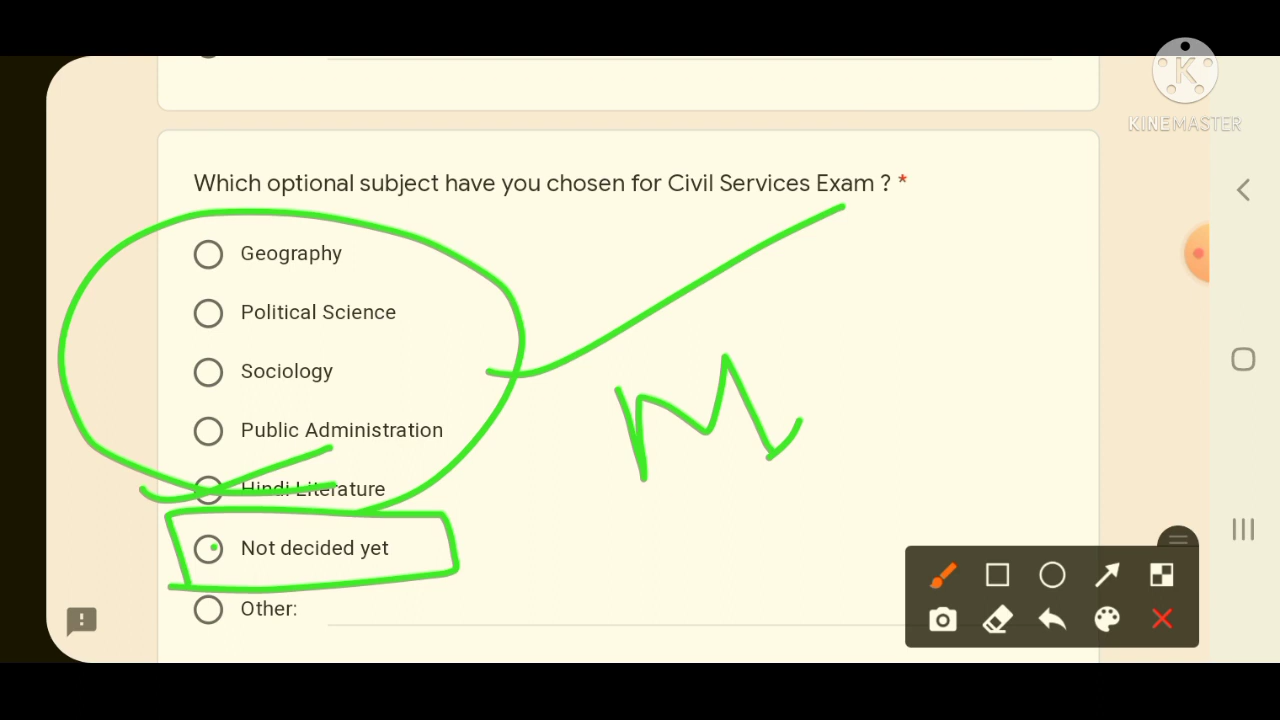 KINEMASTER
Which optional subject have you chosen for Civil Services Exam ? *
Geography
Political Science
Sociology
Public Administration
Hindi Literature
Not decided yet
Other: